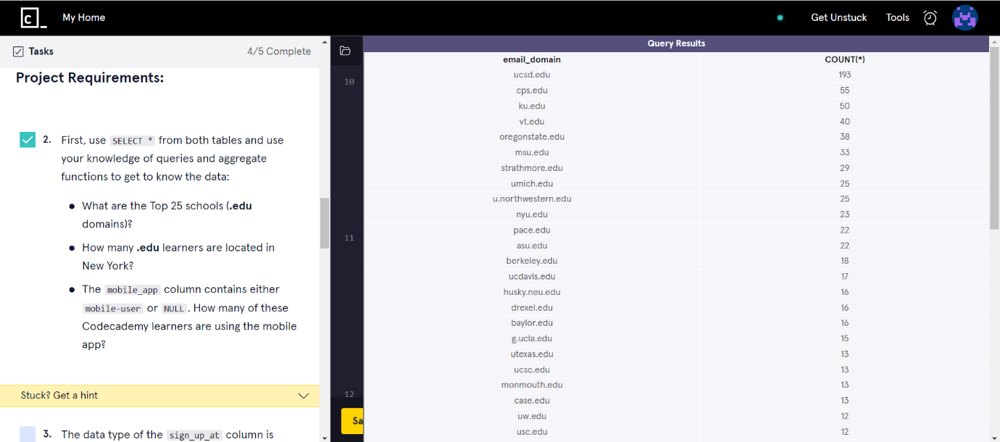 c_ My Home Get Unstuck Tools
Tasks 4/5 Complete
Project Requirements:
2. First, use SELECT * from both tables and use
your knowledge of queries and aggregate
functions to get to know the data:
● What are the Top 25 schools (.edu
domains)?
● How many .edu learners are located in
New York?
● The mobile_app column contains either
mobile-user or NULL. How many of these
Codecademy learners are using the mobile
app?
Stuck? Get a hint
3. The data type of the sign_up_at column is
10
11
12
Sa
Query Results
email_domain COUNT(*)
ucsd.edu 193
cps.edu 55
ku.edu 50
vt.edu 40
oregonstate.edu 38
msu.edu 33
strathmore.edu 29
umich.edu 25
u.northwestern.edu 25
nyu.edu 23
pace.edu 22
asu.edu 22
berkeley.edu 18
ucdavis.edu 17
husky.neu.edu 16
drexel.edu 16
baylor.edu 16
g.ucla.edu 15
utexas.edu 13
ucsc.edu 13
monmouth.edu 13
case.edu 13
uw.edu 12
usc.edu 12